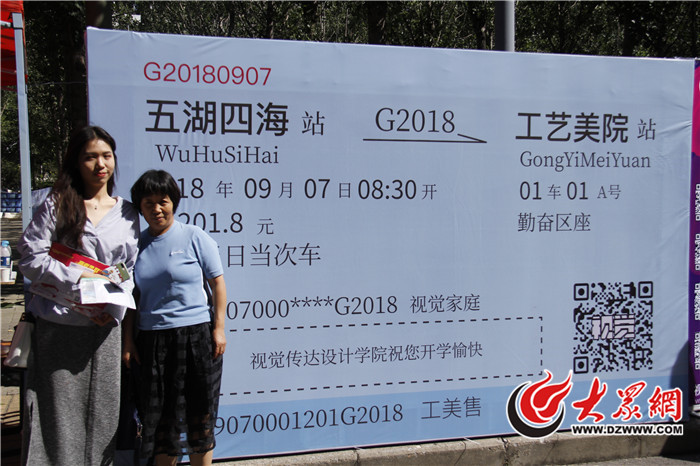 G20180907
五湖四海 站 G2018 工艺美院 站
WuHuSiHai GongYiMeiYuan
18 年 09 月 07 日 08:30 开 01 车 01 A号
201.8 元 勤奋区座
日当次车
07000****G2018 视觉家庭
视觉传达设计学院祝您开学愉快
9070001201G2018 工美售
视觉
大众網
WWW.DZWWW.COM